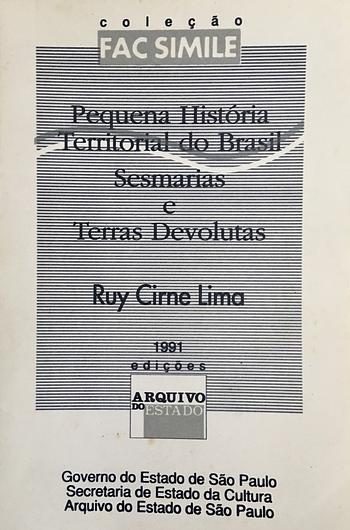 coleção
FAC SIMILE
Pequena História
Territorial do Brasil
Sesmarias
e
Terras Devolutas
Ruy Cirne Lima
1991
edições
ARQUIVO
DO ESTADO
Governo do Estado de São Paulo
Secretaria de Estado da Cultura
Arquivo do Estado de São Paulo